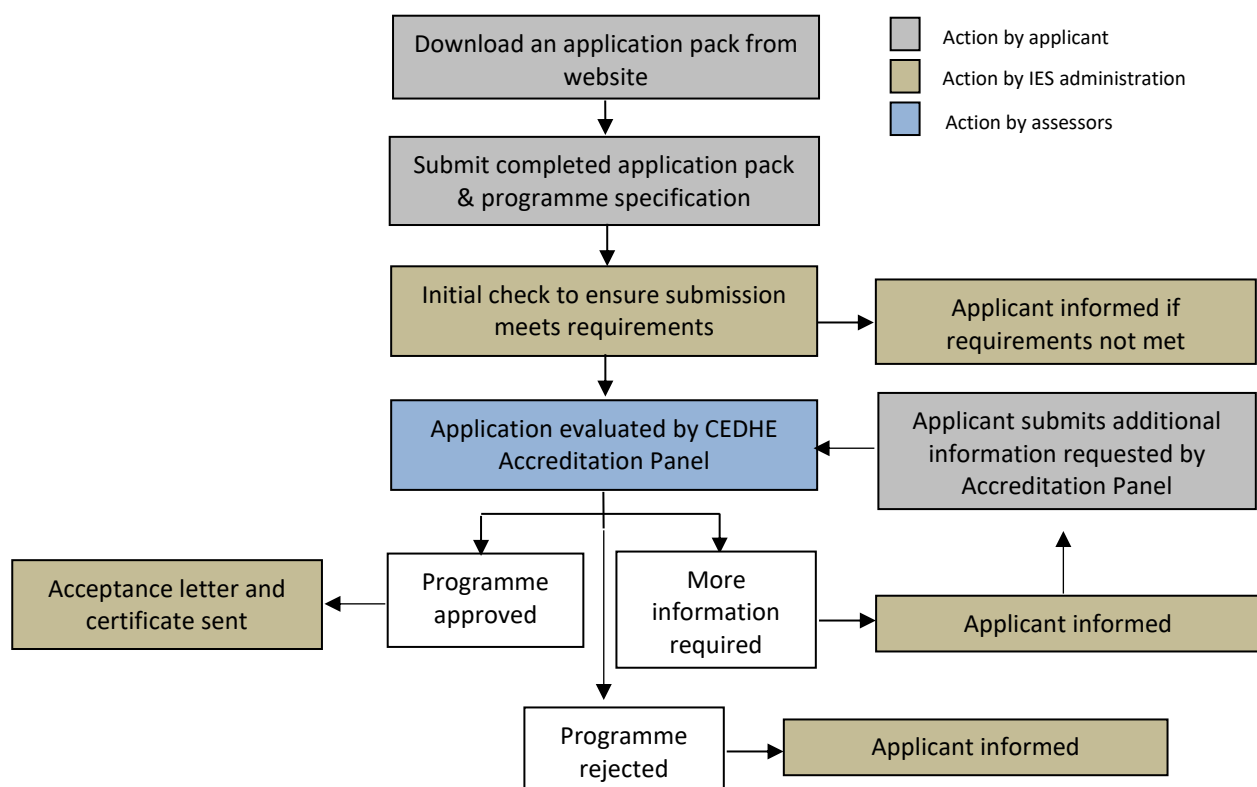 Download an application pack from
website
Action by applicant
Action by IES administration
Action by assessors
Submit completed application pack
& programme specification
Initial check to ensure submission
meets requirements
Applicant informed if
requirements not met
Application evaluated by CEDHE
Accreditation Panel
Applicant submits additional
information requested by
Accreditation Panel
Acceptance letter and
certificate sent
Programme
approved
More
information
required
Applicant informed
Programme
rejected
Applicant informed